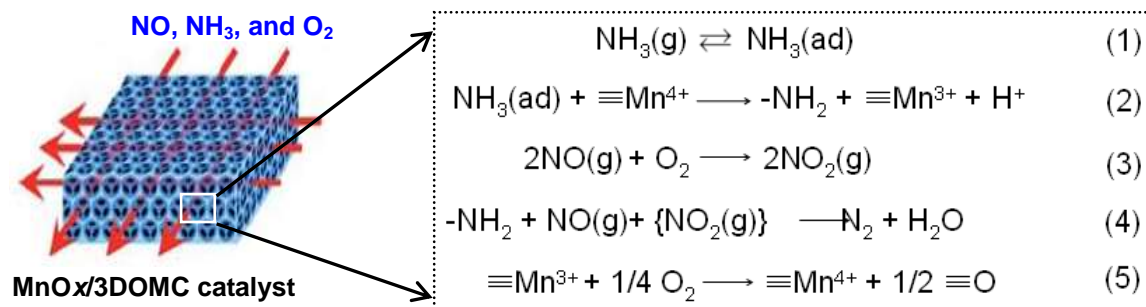 NO, NH₃, and O₂
NH₃(g) ⇄ NH₃(ad) (1)
NH₃(ad) + ≡Mn⁴⁺ ⟶ -NH₂ + ≡Mn³⁺ + H⁺ (2)
2NO(g) + O₂ ⟶ 2NO₂(g) (3)
-NH₂ + NO(g)+ {NO₂(g)} ⟶N₂ + H₂O (4)
≡Mn³⁺ + 1/4 O₂ ⟶ ≡Mn⁴⁺ + 1/2 ≡O (5)
MnOx/3DOMC catalyst